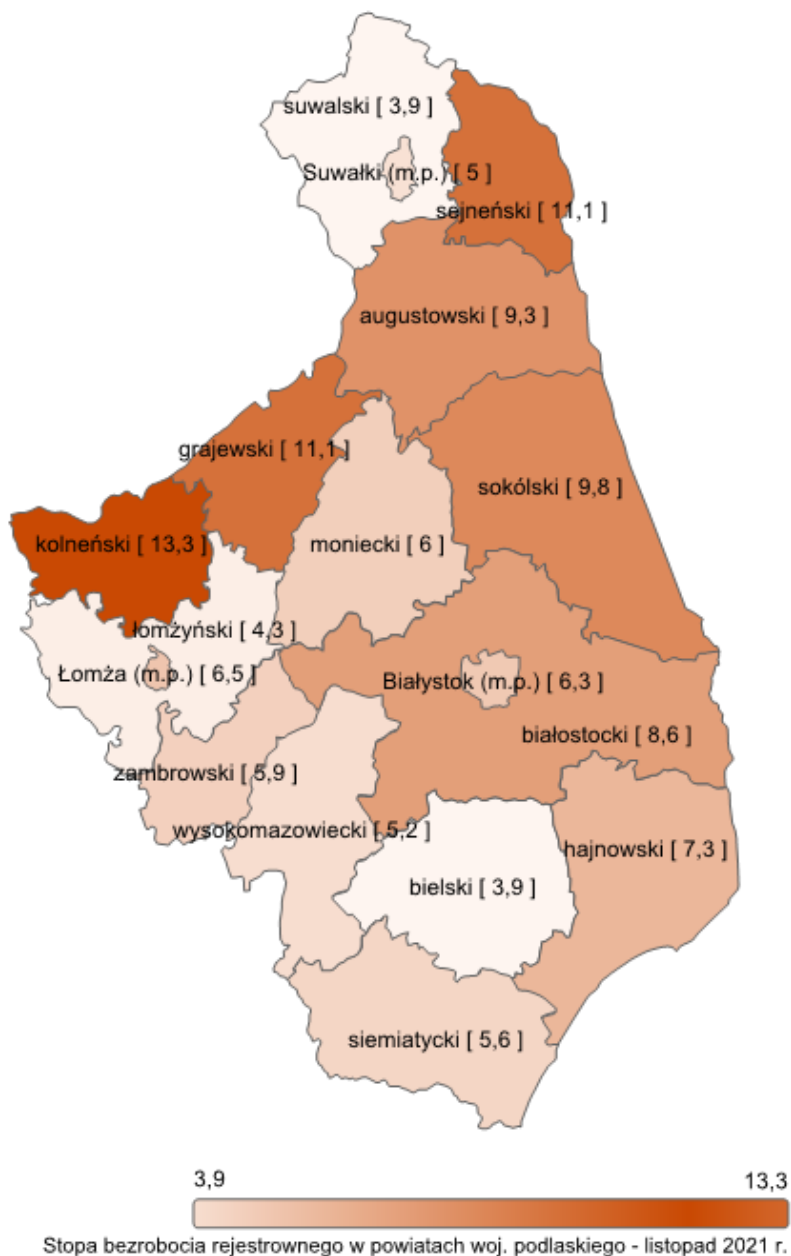 suwalski [ 3,9 ]
Suwałki (m.p.) [ 5 ]
sejneński [ 11,1 ]
augustowski [ 9,3 ]
grajewski [ 11,1 ]
sokólski [ 9,8 ]
kolneński [ 13,3 ]
moniecki [ 6 ]
łomżyński [ 4,3 ]
Łomża (m.p.) [ 6,5 ]
Białystok (m.p.) [ 6,3 ]
białostocki [ 8,6 ]
zambrowski [ 5,9 ]
wysokomazowiecki [ 5,2 ]
hajnowski [ 7,3 ]
bielski [ 3,9 ]
siemiatycki [ 5,6 ]
3,9 13,3
Stopa bezrobocia rejestrownego w powiatach woj. podlaskiego - listopad 2021 r.